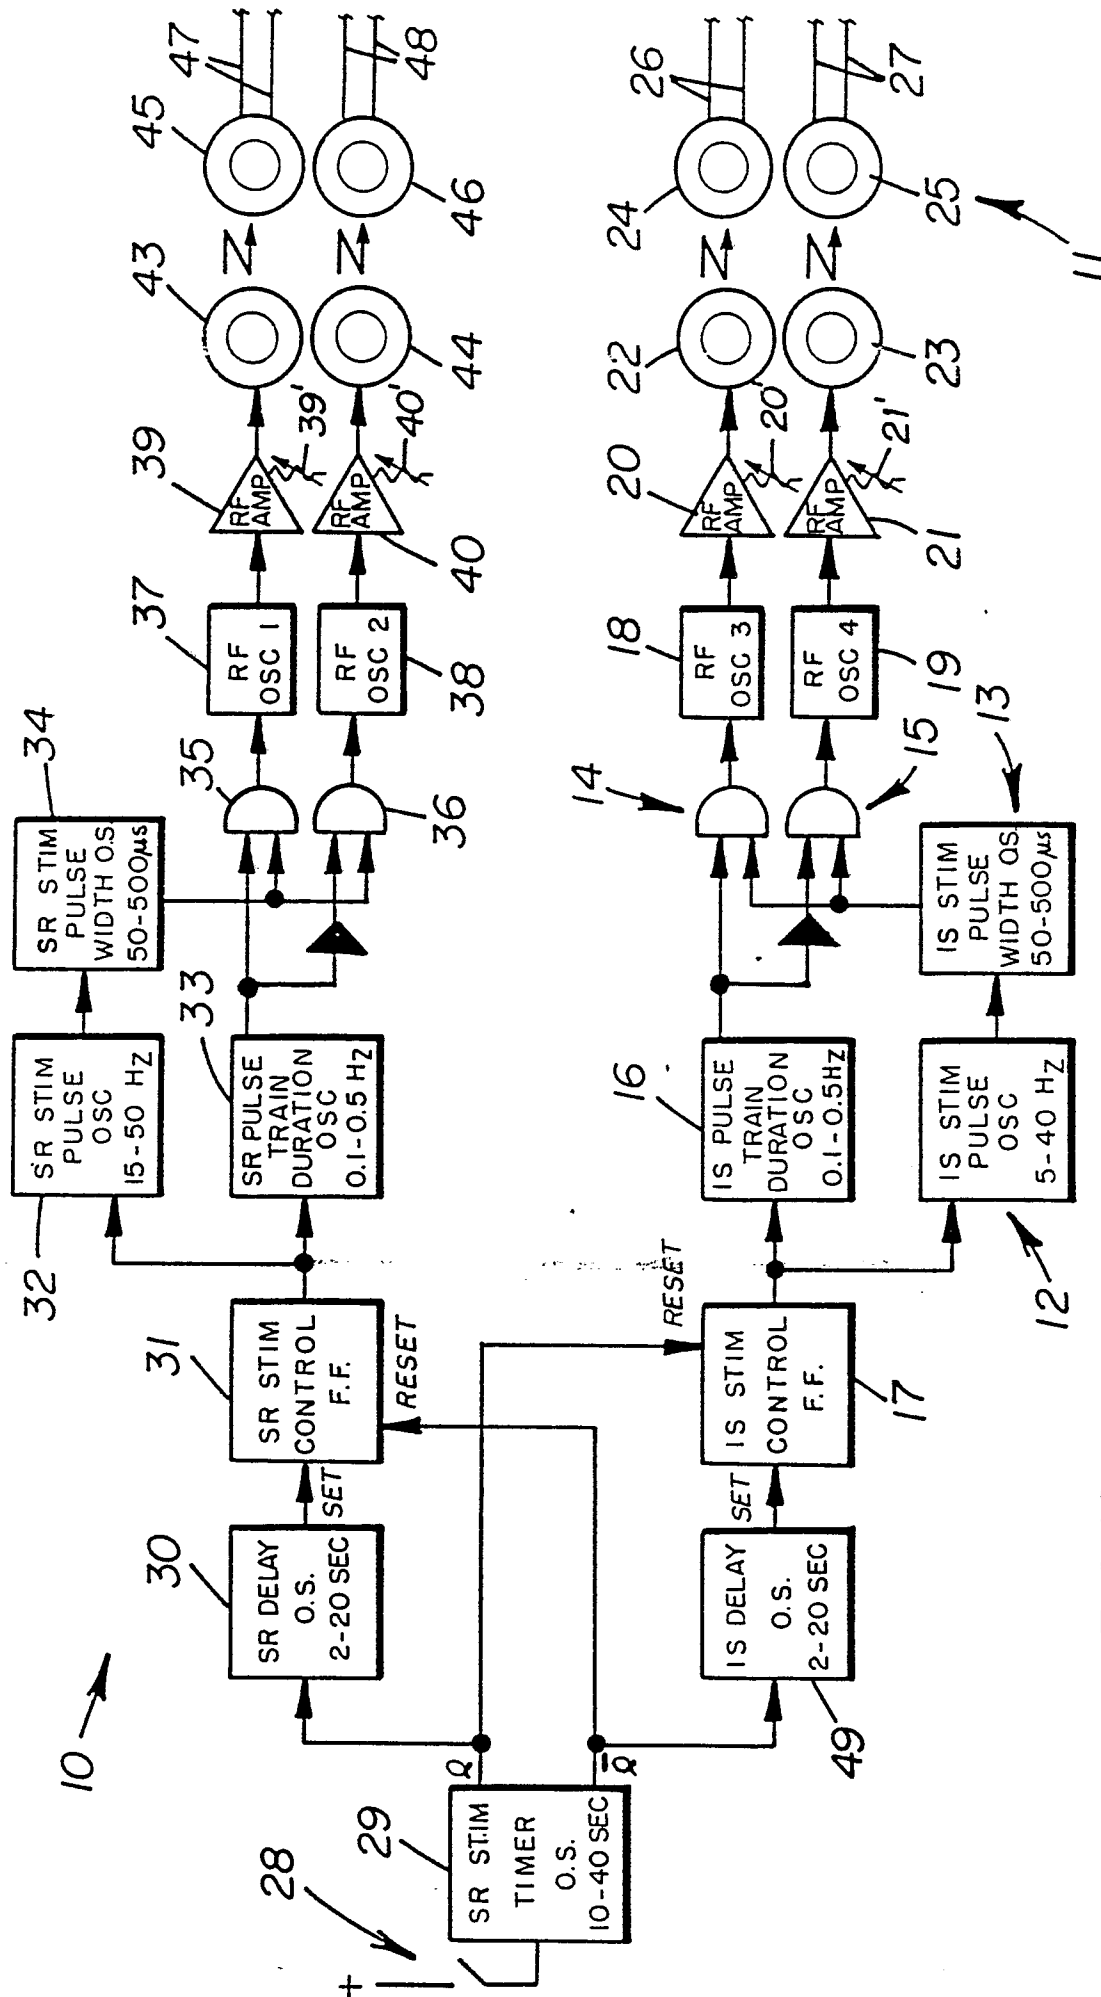 10
28
+
29
SR STIM
TIMER
O.S.
10-40 SEC
Q
Q̅
30
SR DELAY
O.S.
2-20 SEC
SET
31
SR STIM
CONTROL
F.F.
RESET
32
SR STIM
PULSE
OSC
15-50 HZ
33
SR PULSE
TRAIN
DURATION
OSC
0.1-0.5 HZ
34
SR STIM
PULSE
WIDTH O.S.
50-500μs
35
36
37
RF
OSC 1
RF
OSC 2
38
39
RF
AMP
39'
RF
AMP
40'
40
43
44
45
46
47
48
49
IS DELAY
O.S.
2-20 SEC
SET
RESET
IS STIM
CONTROL
F.F.
17
16
IS PULSE
TRAIN
DURATION
OSC
0.1-0.5HZ
IS STIM
PULSE
OSC
5-40 HZ
12
IS STIM
PULSE
WIDTH O.S.
50-500μs
13
14
15
18
RF
OSC 3
RF
OSC 4
19
20
RF
AMP
20'
RF
AMP
21'
21
22
23
24
25
26
27
11